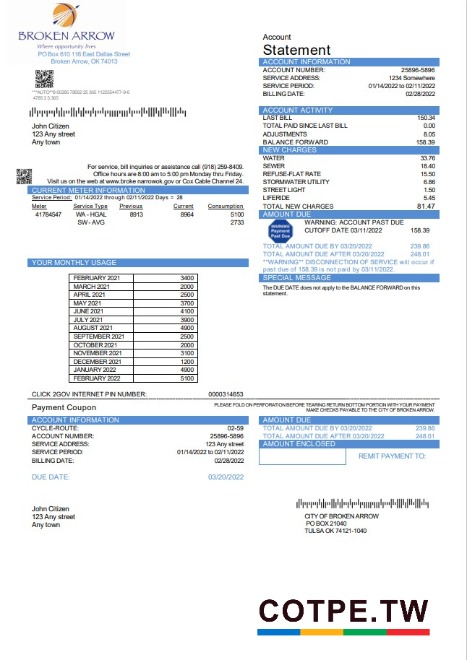 BROKEN ARROW
Where opportunity lives
PO Box 610 116 East Dallas Street
Broken Arrow, OK 74013
John Citizen
123 Any street
Any town
For service, bill inquiries or assistance call (918) 259-8409.
Office hours are 8:00 am to 5:00 pm Monday thru Friday.
CURRENT METER INFORMATION
Service Period: 01/14/2022 to 02/11/2022 Days = 28
Meter Service Type Previous Current Consumption
41784547 WA - HGAL 8913 8964 5100
SW - AVG 2733
YOUR MONTHLY USAGE
FEBRUARY 2021 3400
MARCH 2021 2000
APRIL 2021 2500
MAY 2021 3700
JUNE 2021 4100
JULY 2021 3900
AUGUST 2021 4900
SEPTEMBER 2021 2500
OCTOBER 2021 2000
NOVEMBER 2021 3100
DECEMBER 2021 1200
JANUARY 2022 4900
FEBRUARY 2022 5100
CLICK 2GOV INTERNET PIN NUMBER: 0000314653
Account
Statement
ACCOUNT INFORMATION
ACCOUNT NUMBER: 25896-5896
SERVICE ADDRESS: 1234 Somewhere
SERVICE PERIOD: 01/14/2022 to 02/11/2022
BILLING DATE: 02/28/2022
ACCOUNT ACTIVITY
LAST BILL 150.34
TOTAL PAID SINCE LAST BILL 0.00
ADJUSTMENTS 8.05
BALANCE FORWARD 158.39
NEW CHARGES
WATER 33.76
SEWER 18.40
REFUSE-FLAT RATE 15.50
STORMWATER UTILITY 6.86
STREET LIGHT 1.50
LIFERIDE 5.45
TOTAL NEW CHARGES 81.47
AMOUNT DUE
WARNING: ACCOUNT PAST DUE
CUTOFF DATE 03/11/2022 158.39
WARNING
Payment
Past Due
TOTAL AMOUNT DUE BY 03/20/2022 239.86
TOTAL AMOUNT DUE AFTER 03/20/2022 248.01
**WARNING** DISCONNECTION OF SERVICE will occur if
past due of 158.39 is not paid by 03/11/2022
SPECIAL MESSAGE
The DUE DATE does not apply to the BALANCE FORWARD on this
statement.
PLEASE FOLD ON PERFORATION BEFORE TEARING RETURN BOTTOM PORTION WITH YOUR PAYMENT
MAKE CHECKS PAYABLE TO THE CITY OF BROKEN ARROW.
Payment Coupon
ACCOUNT INFORMATION
CYCLE-ROUTE: 02-59
ACCOUNT NUMBER: 25896-5896
SERVICE ADDRESS: 123 Any street
SERVICE PERIOD: 01/14/2022 to 02/11/2022
BILLING DATE: 02/28/2022
DUE DATE: 03/20/2022
AMOUNT DUE
TOTAL AMOUNT DUE BY 03/20/2022 239.86
TOTAL AMOUNT DUE AFTER 03/20/2022 248.01
AMOUNT ENCLOSED
REMIT PAYMENT TO:
John Citizen
123 Any street
Any town
CITY OF BROKEN ARROW
PO BOX 21040
TULSA OK 74121-1040
COTPE.TW